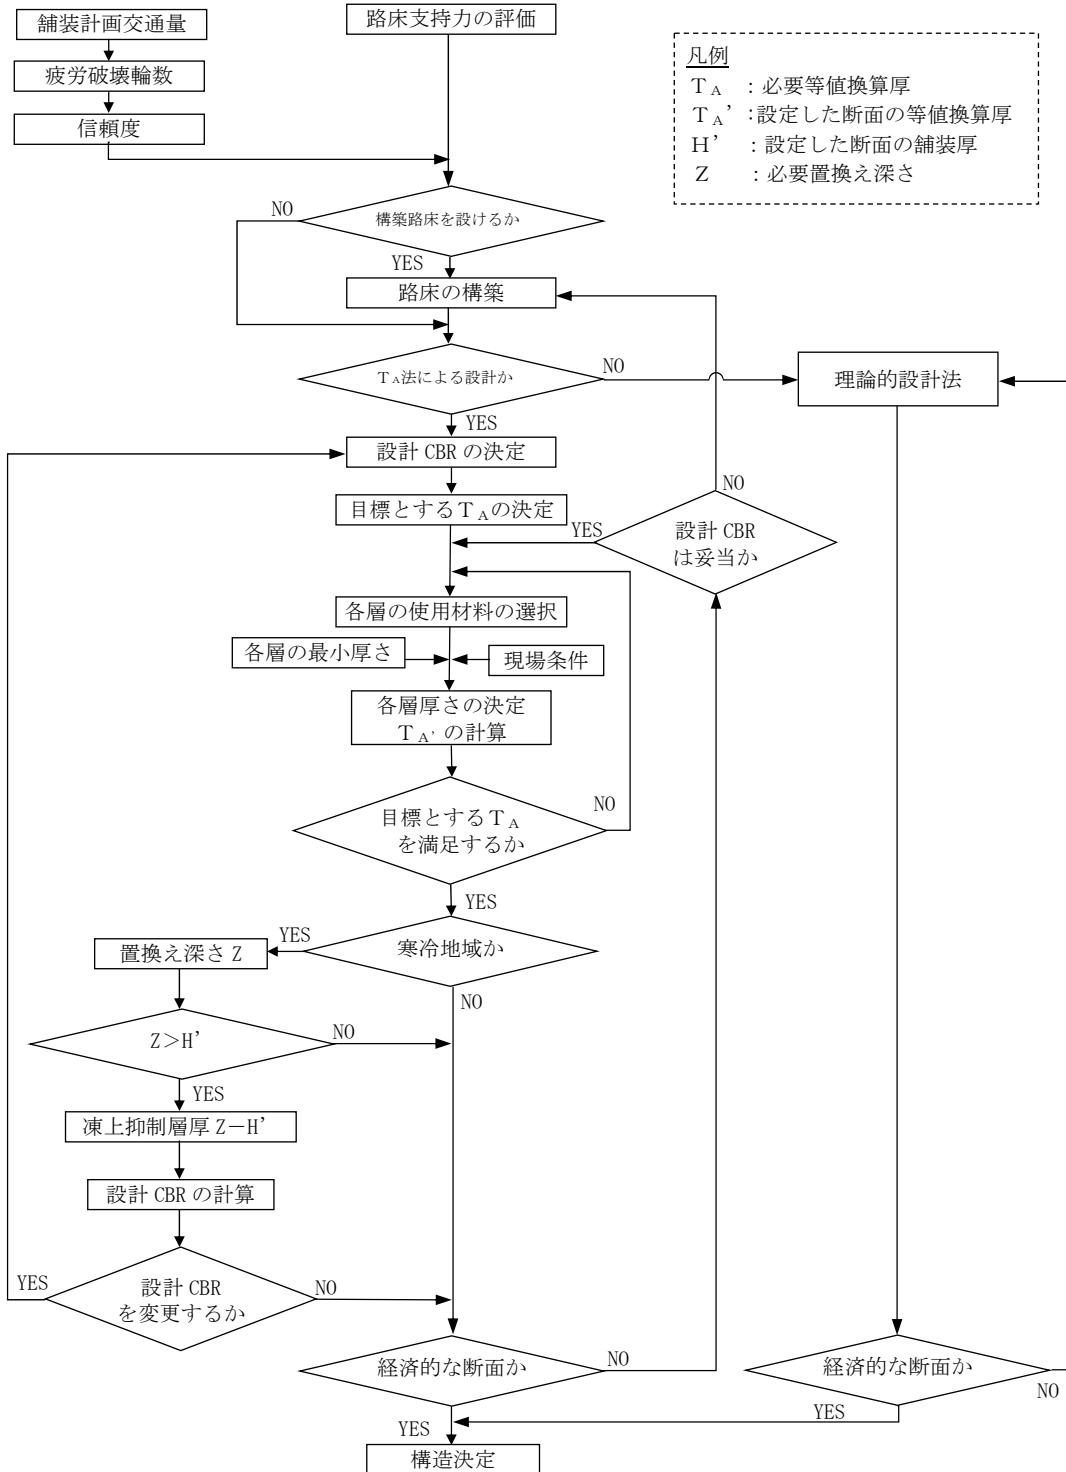 舗装計画交通量
疲労破壊輪数
信頼度
路床支持力の評価
凡例
ＴA ：必要等値換算厚
ＴA’：設定した断面の等値換算厚
H’ ：設定した断面の舗装厚
Z ：必要置換え深さ
構築路床を設けるか
NO
YES
路床の構築
ＴA法による設計か
NO
YES
理論的設計法
設計 CBR の決定
目標とするＴAの決定
設計 CBR
は妥当か
NO
YES
各層の使用材料の選択
各層の最小厚さ
現場条件
各層厚さの決定
ＴA’の計算
目標とするＴA
を満足するか
NO
YES
寒冷地域か
YES
NO
置換え深さ Z
Z＞H’
NO
YES
凍上抑制層厚 Z－H’
設計 CBR の計算
設計 CBR
を変更するか
YES
NO
経済的な断面か
NO
YES
経済的な断面か
NO
YES
構造決定